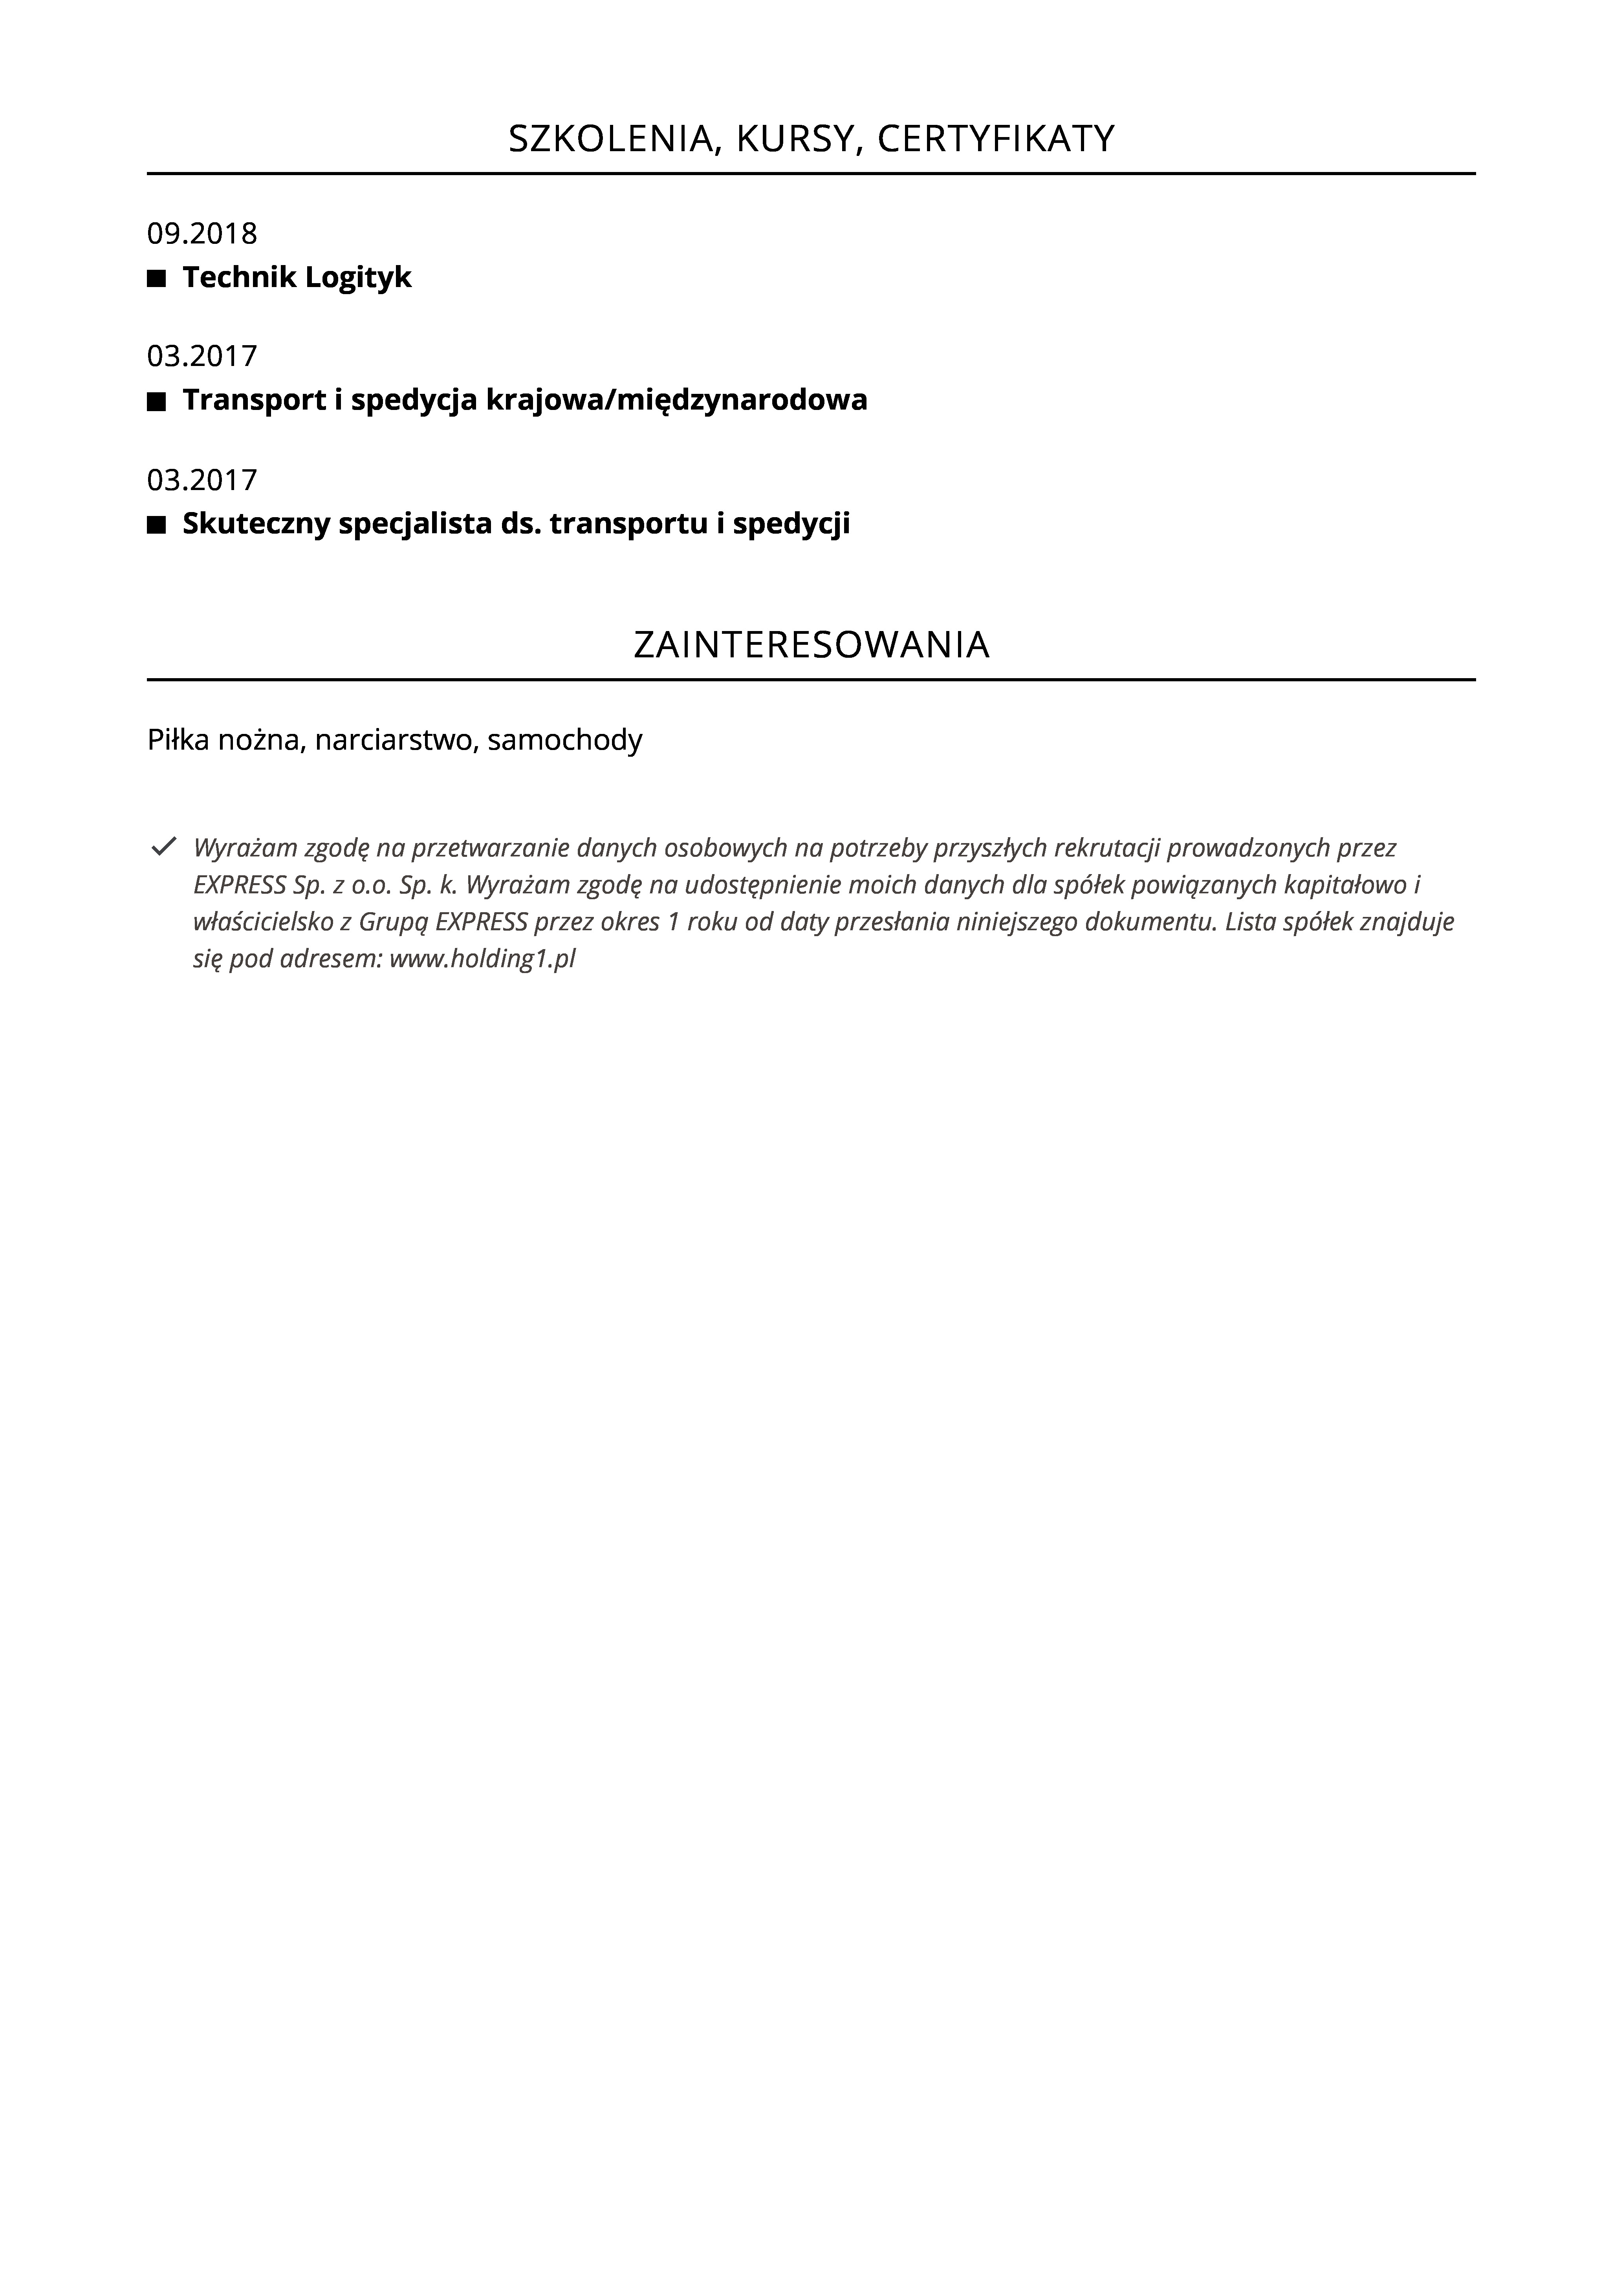 SZKOLENIA, KURSY, CERTYFIKATY
09.2018
■ Technik Logityk
03.2017
■ Transport i spedycja krajowa/międzynarodowa
03.2017
■ Skuteczny specjalista ds. transportu i spedycji
ZAINTERESOWANIA
Piłka nożna, narciarstwo, samochody
✓ Wyrażam zgodę na przetwarzanie danych osobowych na potrzeby przyszłych rekrutacji prowadzonych przez
EXPRESS Sp. z o.o. Sp. k. Wyrażam zgodę na udostępnienie moich danych dla spółek powiązanych kapitałowo i
właścicielsko z Grupą EXPRESS przez okres 1 roku od daty przesłania niniejszego dokumentu. Lista spółek znajduje
się pod adresem: www.holding1.pl